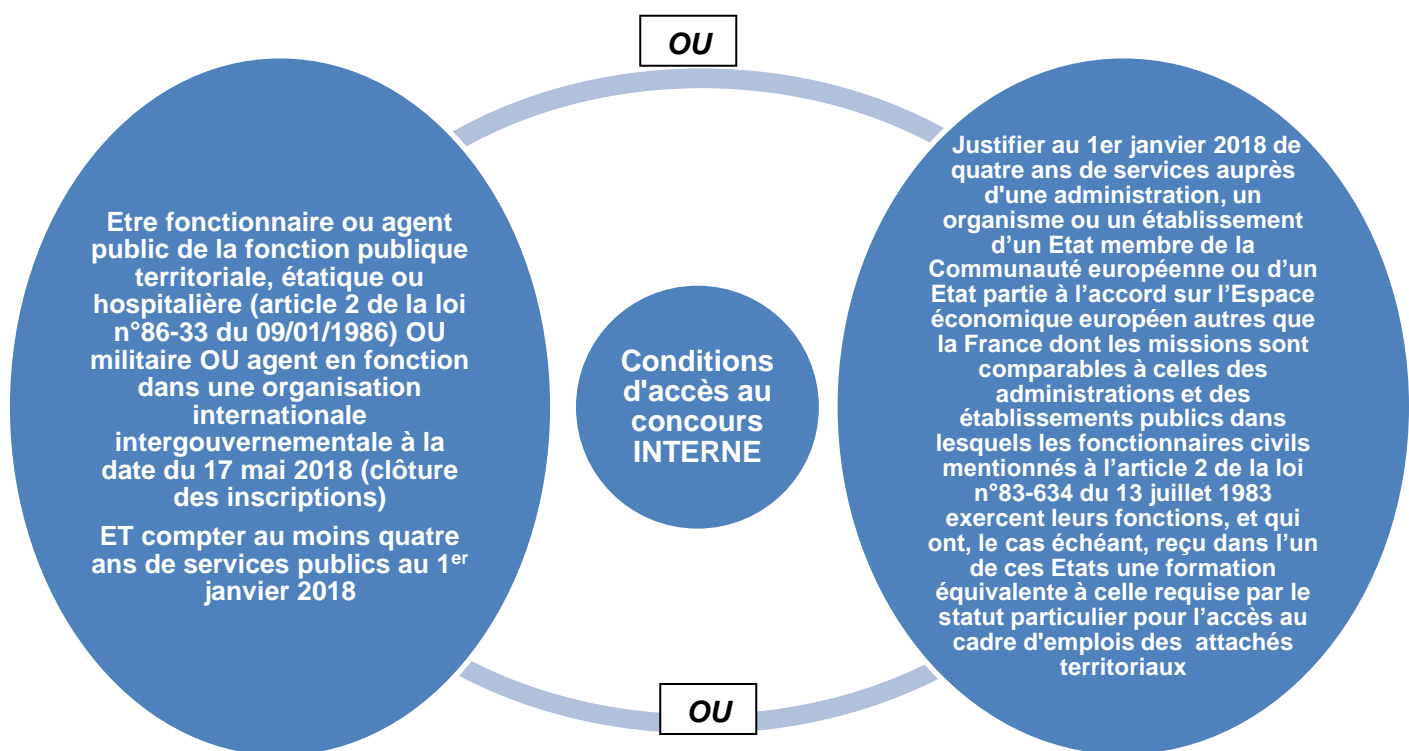 OU
Etre fonctionnaire ou agent
public de la fonction publique
territoriale, étatique ou
hospitalière (article 2 de la loi
n°86-33 du 09/01/1986) OU
militaire OU agent en fonction
dans une organisation
internationale
intergouvernementale à la
date du 17 mai 2018 (clôture
des inscriptions)
ET compter au moins quatre
ans de services publics au 1er
janvier 2018
Conditions
d'accès au
concours
INTERNE
Justifier au 1er janvier 2018 de
quatre ans de services auprès
d'une administration, un
organisme ou un établissement
d’un Etat membre de la
Communauté européenne ou d’un
Etat partie à l’accord sur l’Espace
économique européen autres que
la France dont les missions sont
comparables à celles des
administrations et des
établissements publics dans
lesquels les fonctionnaires civils
mentionnés à l’article 2 de la loi
n°83-634 du 13 juillet 1983
exercent leurs fonctions, et qui
ont, le cas échéant, reçu dans l’un
de ces Etats une formation
équivalente à celle requise par le
statut particulier pour l’accès au
cadre d'emplois des attachés
territoriaux
OU